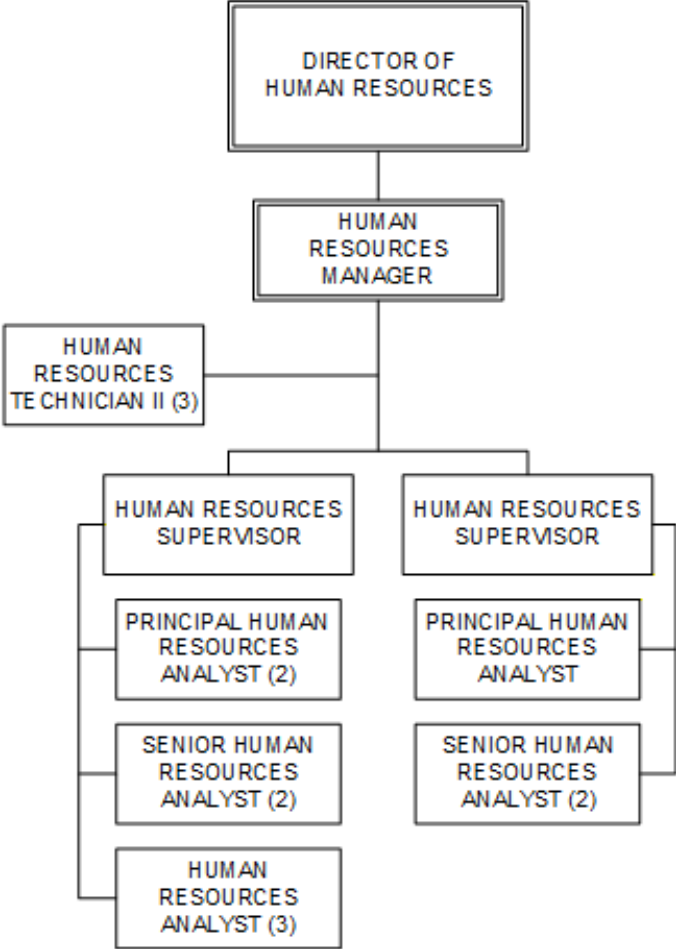 DIRECTOR OF
HUMAN RESOURCES
HUMAN
RESOURCES
MANAGER
HUMAN
RESOURCES
TECHNICIAN II (3)
HUMAN RESOURCES
SUPERVISOR
PRINCIPAL HUMAN
RESOURCES
ANALYST (2)
SENIOR HUMAN
RESOURCES
ANALYST (2)
HUMAN
RESOURCES
ANALYST (3)
HUMAN RESOURCES
SUPERVISOR
PRINCIPAL HUMAN
RESOURCES
ANALYST
SENIOR HUMAN
RESOURCES
ANALYST (2)